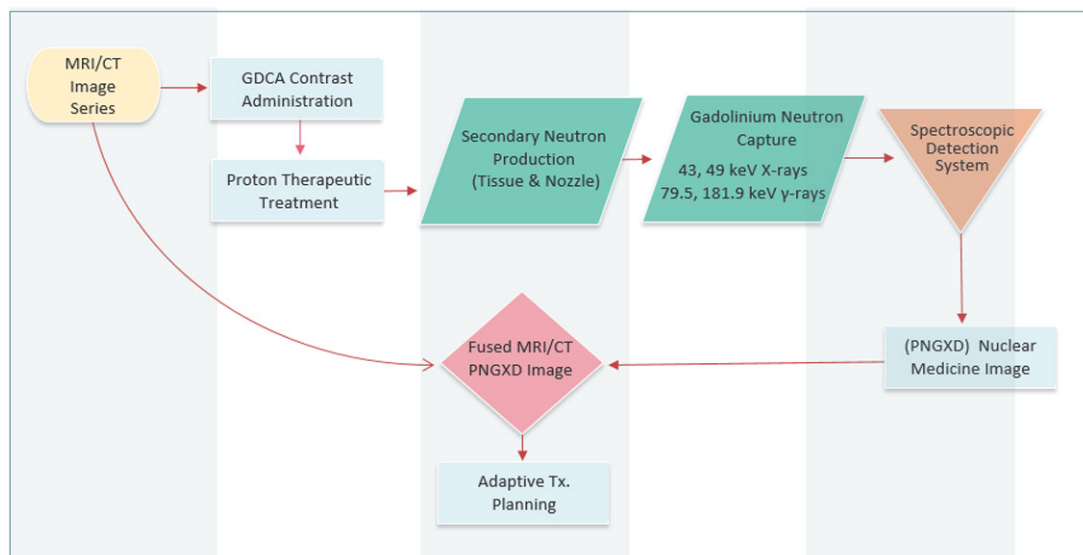 MRI/CT
Image
Series
GDCA Contrast
Administration
Proton Therapeutic
Treatment
Secondary Neutron
Production
(Tissue & Nozzle)
Gadolinium Neutron
Capture
43, 49 keV X-rays
79.5, 181.9 keV γ-rays
Spectroscopic
Detection
System
(PNGXD) Nuclear
Medicine Image
Fused MRI/CT
PNGXD Image
Adaptive Tx.
Planning